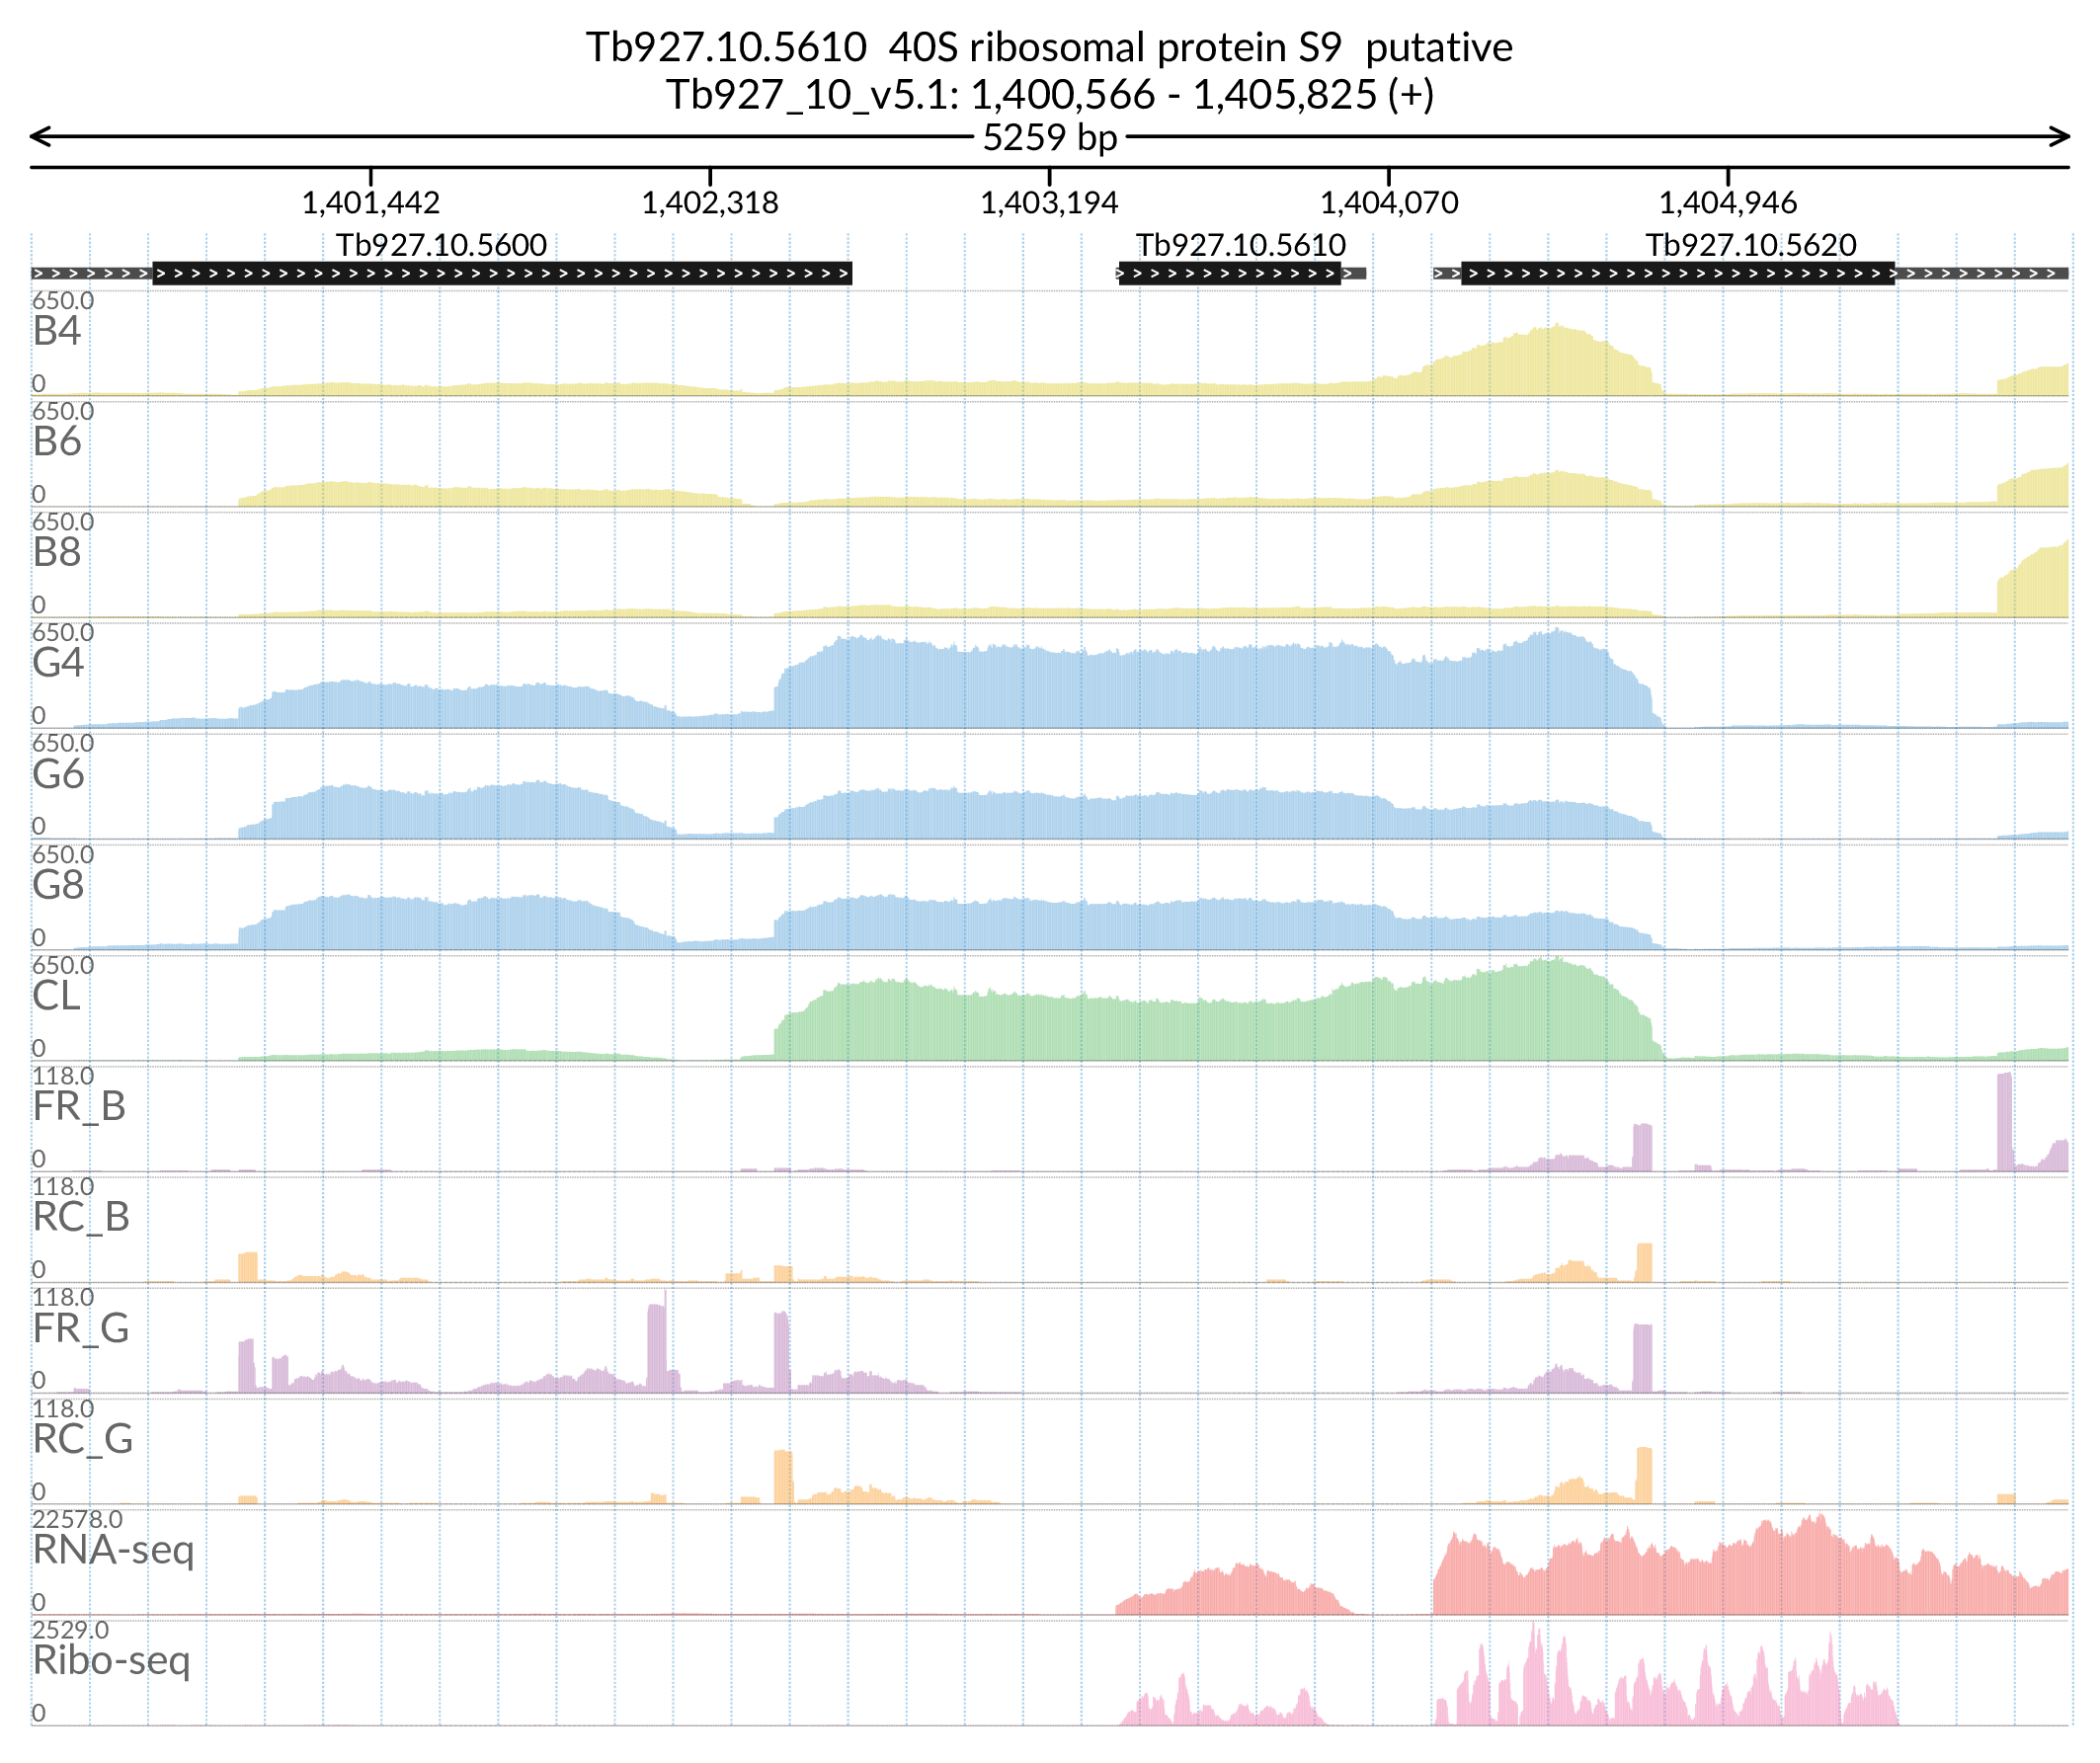 Tb927.10.5610  40S ribosomal protein S9  putative
Tb927_10_v5.1: 1,400,566 - 1,405,825 (+)
5259 bp
1,401,442 1,402,318 1,403,194 1,404,070 1,404,946
Tb927.10.5600 Tb927.10.5610 Tb927.10.5620
650.0
B4
0
650.0
B6
0
650.0
B8
0
650.0
G4
0
650.0
G6
0
650.0
G8
0
650.0
CL
0
118.0
FR_B
0
118.0
RC_B
0
118.0
FR_G
0
118.0
RC_G
0
22578.0
RNA-seq
0
2529.0
Ribo-seq
0